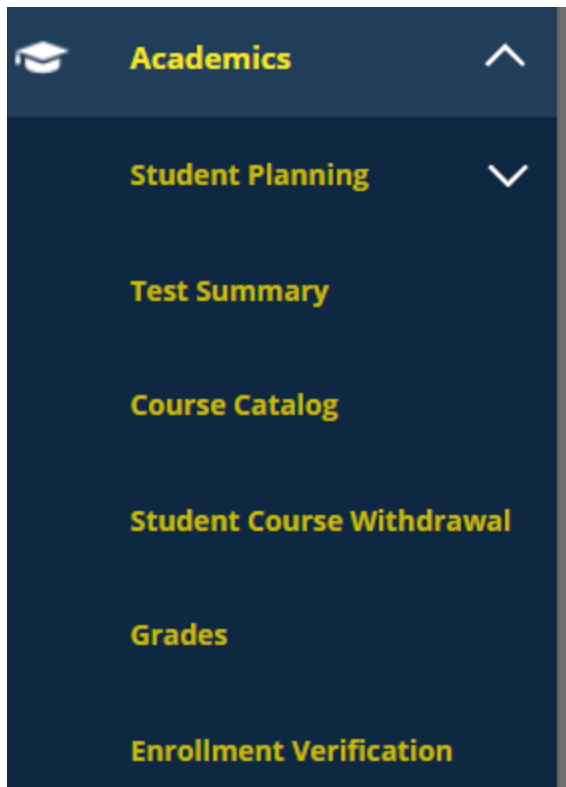 Academics
Student Planning
Test Summary
Course Catalog
Student Course Withdrawal
Grades
Enrollment Verification